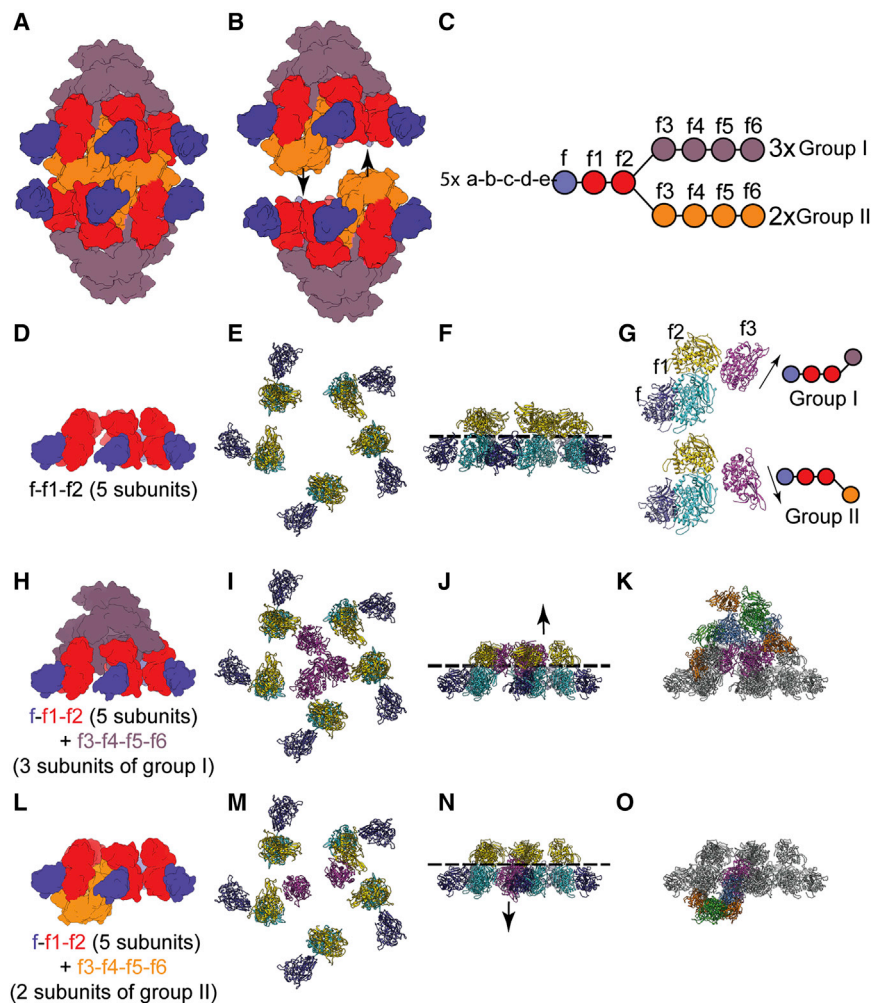 A
B
C
f3 f4 f5 f6
f f1 f2
3x Group I
5x a-b-c-d-e-
f3 f4 f5 f6
2x Group II
D
E
F
G
f2
f3
f1
f
Group I
Group II
f-f1-f2 (5 subunits)
H
I
J
K
f-f1-f2 (5 subunits)
+ f3-f4-f5-f6
(3 subunits of group I)
L
M
N
O
f-f1-f2 (5 subunits)
+ f3-f4-f5-f6
(2 subunits of group II)